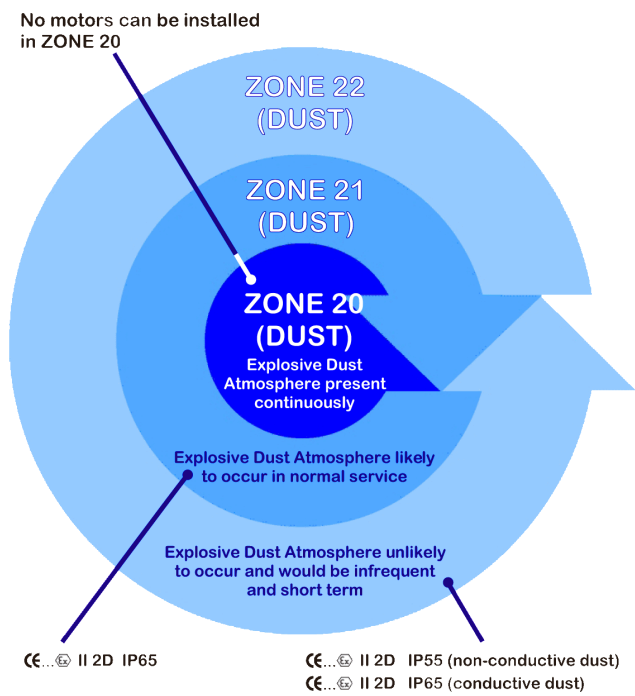 No motors can be installed
in ZONE 20
ZONE 22
(DUST)
ZONE 21
(DUST)
ZONE 20
(DUST)
Explosive Dust
Atmosphere present
continuously
Explosive Dust Atmosphere likely
to occur in normal service
Explosive Dust Atmosphere unlikely
to occur and would be infrequent
and short term
CE...Ex II 2D IP65
CE...Ex II 2D IP55 (non-conductive dust)
CE...Ex II 2D IP65 (conductive dust)